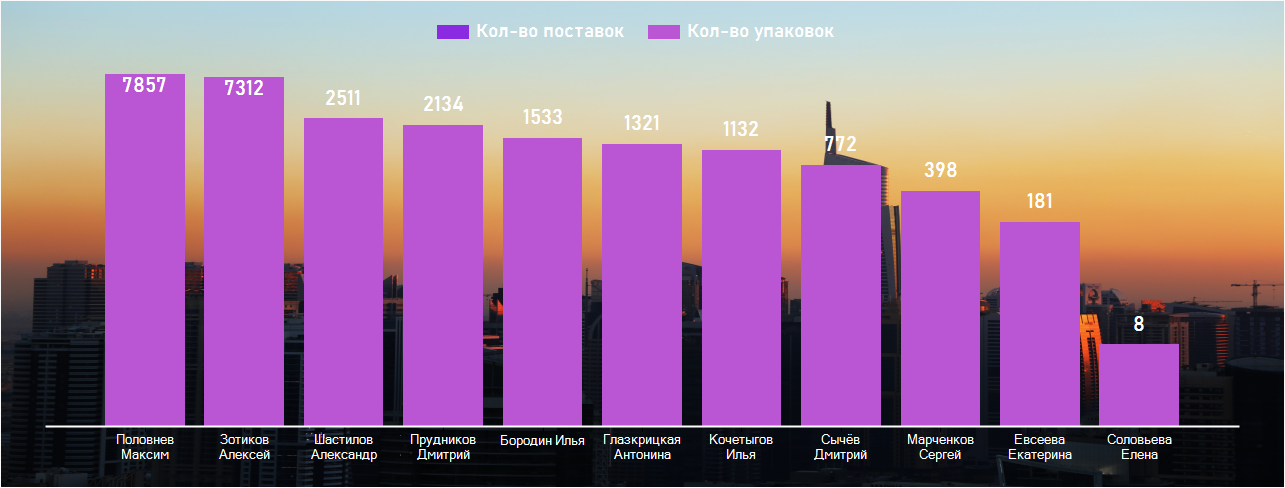 Кол-во поставок Кол-во упаковок
7857 7312 2511 2134 1533 1321 1132 772 398 181 8
Половнев Зотиков Шастилов Прудников Бородин Илья Глазкрицкая Кочетыгов Сычёв Марченков Евсеева Соловьева
Максим Алексей Александр Дмитрий Антонина Илья Дмитрий Сергей Екатерина Елена